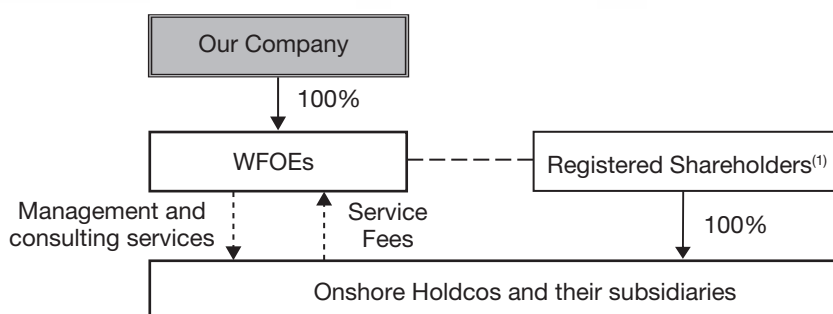 Our Company
100%
WFOEs
Registered Shareholders(1)
Management and
consulting services
Service
Fees
100%
Onshore Holdcos and their subsidiaries